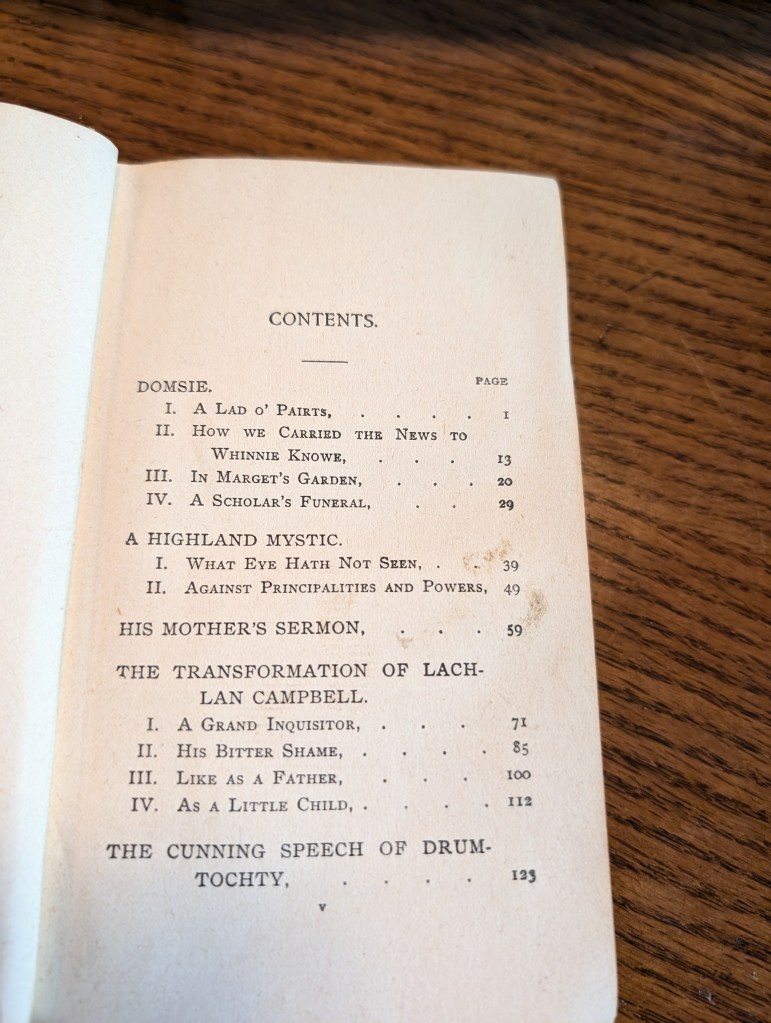 CONTENTS.
DOMSIE. PAGE
I. A Lad o' Pairts, . . . . 1
II. How we Carried the News to
Whinnie Knowe, . . . 13
III. In Marget's Garden, . . . 20
IV. A Scholar's Funeral, . . 29
A HIGHLAND MYSTIC.
I. What Eye Hath Not Seen, . . 39
II. Against Principalities and Powers, 49
HIS MOTHER'S SERMON, . . . 59
THE TRANSFORMATION OF LACH-
LAN CAMPBELL.
I. A Grand Inquisitor, . . . 71
II. His Bitter Shame, . . . . 85
III. Like as a Father, . . . 100
IV. As a Little Child, . . . . 112
THE CUNNING SPEECH OF DRUM-
TOCHTY, . . . . 123
v